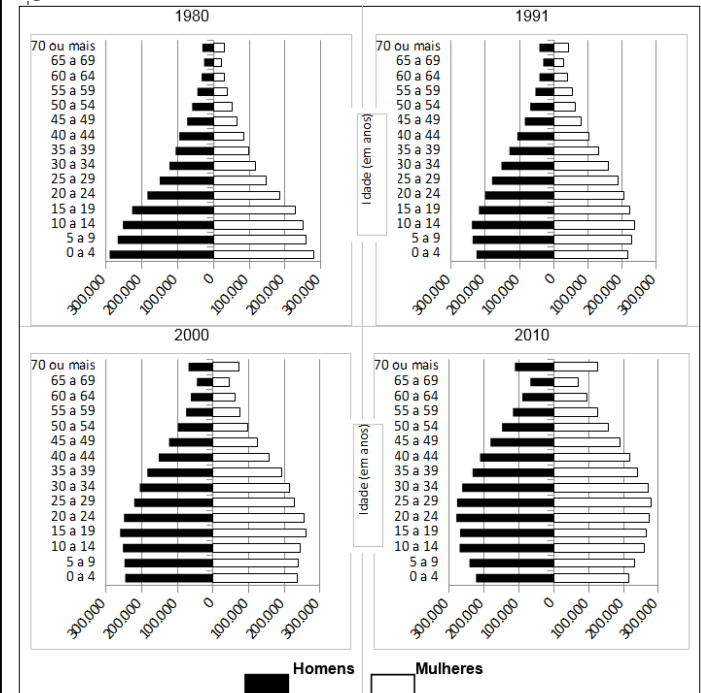 1980
70 ou mais
65 a 69
60 a 64
55 a 59
50 a 54
45 a 49
40 a 44
35 a 39
30 a 34
25 a 29
20 a 24
15 a 19
10 a 14
5 a 9
0 a 4
300.000 200.000 100.000 0 100.000 200.000 300.000
1991
70 ou mais
65 a 69
60 a 64
55 a 59
50 a 54
45 a 49
40 a 44
35 a 39
30 a 34
25 a 29
20 a 24
15 a 19
10 a 14
5 a 9
0 a 4
300.000 200.000 100.000 0 100.000 200.000 300.000
Idade (em anos)
2000
70 ou mais
65 a 69
60 a 64
55 a 59
50 a 54
45 a 49
40 a 44
35 a 39
30 a 34
25 a 29
20 a 24
15 a 19
10 a 14
5 a 9
0 a 4
300.000 200.000 100.000 0 100.000 200.000 300.000
2010
70 ou mais
65 a 69
60 a 64
55 a 59
50 a 54
45 a 49
40 a 44
35 a 39
30 a 34
25 a 29
20 a 24
15 a 19
10 a 14
5 a 9
0 a 4
300.000 200.000 100.000 0 100.000 200.000 300.000
Idade (em anos)
Homens Mulheres